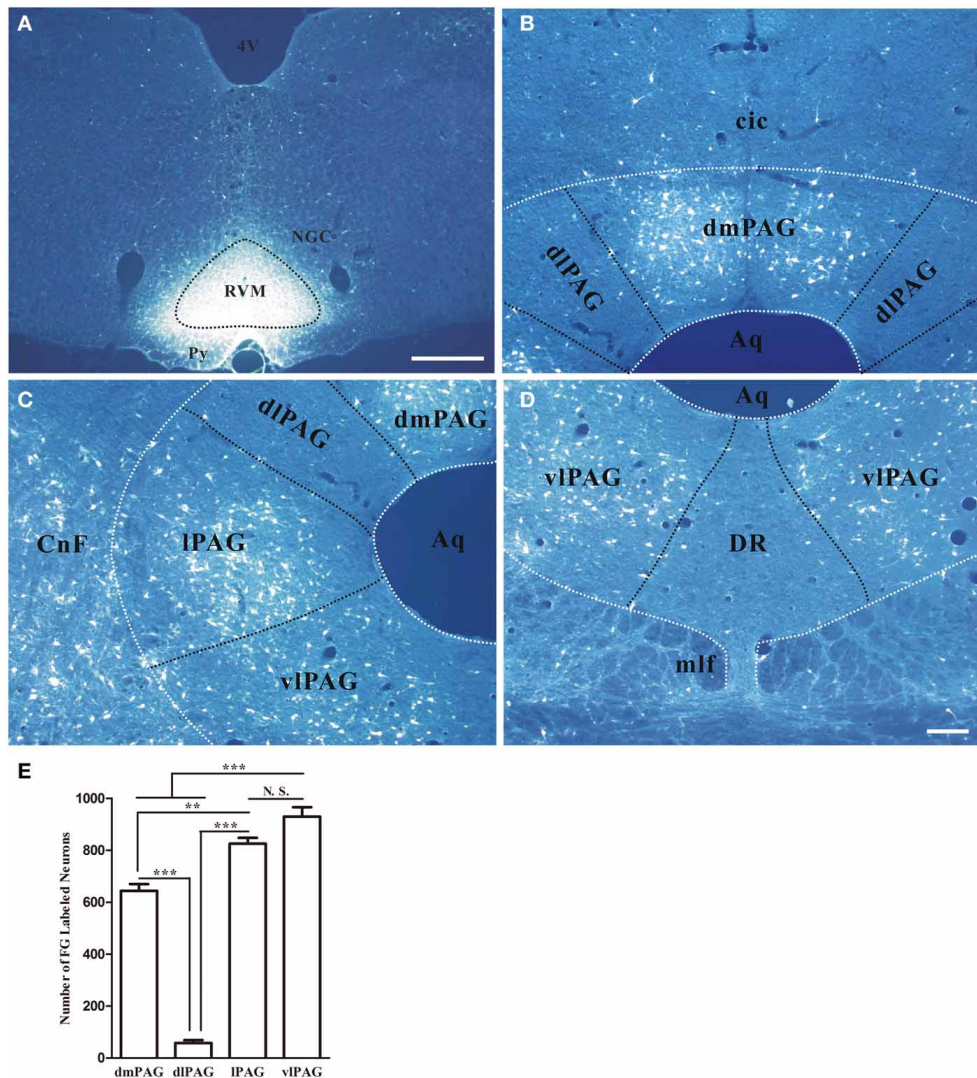 A
4V
NGC
RVM
Py
B
cic
dmPAG
dlPAG
dlPAG
Aq
C
dlPAG
dmPAG
CnF
lPAG
Aq
vlPAG
D
Aq
vlPAG
vlPAG
DR
mlf
E
***
N. S.
**
***
***
Number of FG Labeled Neurons
1000
800
600
400
200
0
dmPAG dlPAG lPAG vlPAG